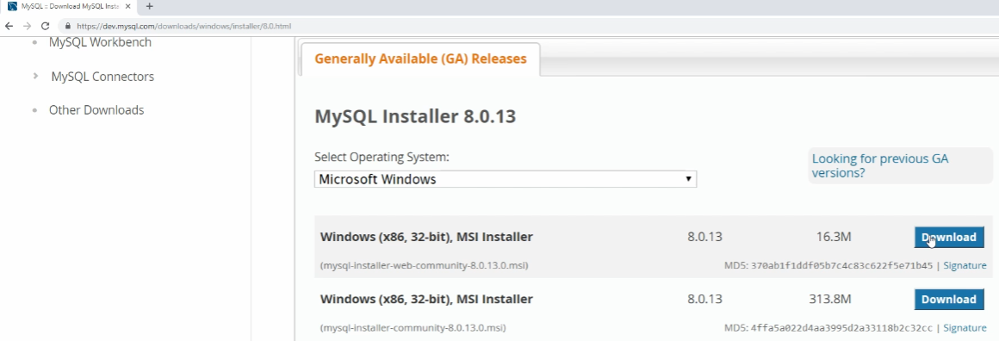 MySQL :: Download MySQL Insta
https://dev.mysql.com/downloads/windows/installer/8.0.html
MySQL Workbench
MySQL Connectors
Other Downloads
Generally Available (GA) Releases
MySQL Installer 8.0.13
Select Operating System:
Microsoft Windows
Looking for previous GA
versions?
Windows (x86, 32-bit), MSI Installer 8.0.13 16.3M Download
(mysql-installer-web-community-8.0.13.0.msi) MD5: 370ab1f1ddf05b7c4c83c622f5e71b45 | Signature
Windows (x86, 32-bit), MSI Installer 8.0.13 313.8M Download
(mysql-installer-community-8.0.13.0.msi) MD5: 4ffa5a022d4aa3995d2a33118b2c32cc | Signature